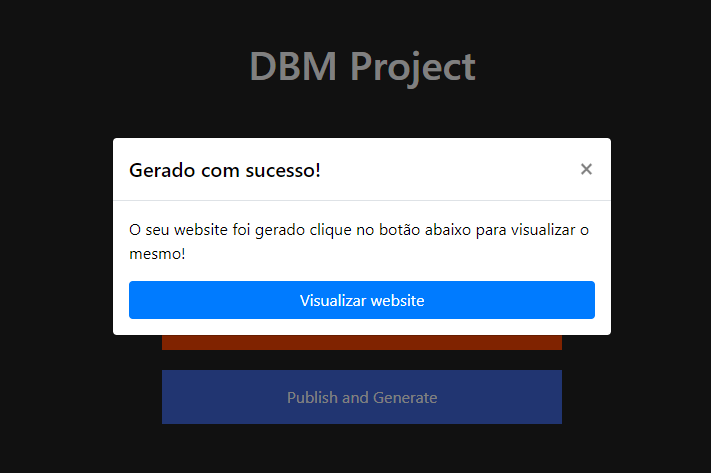 DBM Project
Gerado com sucesso!
×
O seu website foi gerado clique no botão abaixo para visualizar o
mesmo!
Visualizar website
Publish and Generate